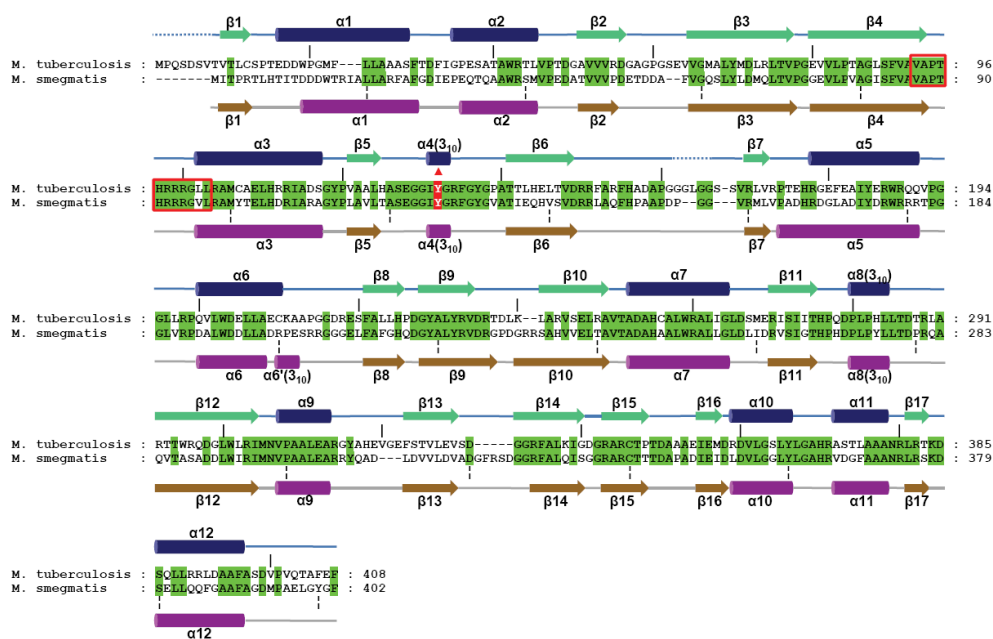 β1 α1 α2 β2 β3 β4
M. tuberculosis : MPQSDSVTVTLCSPTEDDWPGMF--LLAAASFTDFIGPESATAWRTLVPTDGAVVVRDGAGPGSEVVGMALYMDLRLTVPGEVVLPTAGLSFVAVAPT : 96
M. smegmatis : -------MITPRTLHTITDDDWTRIALLARFAFGDIEPEQTQAAWRSMVPEDATVVVPDETDDA-FVGQSLYLDMQLTVPGGEVLPVAGISFVAVAPT : 90
β1 α1 α2 β2 β3 β4
α3 β5 α4(3₁₀) β6 β7 α5
M. tuberculosis : HRRRGLLRAMCAELHRRIADSGYPVAALHASEGGIYGRFGYGPATTLHELTVDRRFARFHADAPGGGLGGS-SVRLVRPTEHRGEFEAIYERWRQQVPG : 194
M. smegmatis : HRRRGVLRAMYTELHDRIARAGYPLAVLTASEGGIYGRFGYGVATIEQHVSVDRRLAQFHPAAPDP--GG--VRMLVPADHRDGLADIYDRWRRRTPG : 184
α3 β5 α4(3₁₀) β6 β7 α5
α6 β8 β9 β10 α7 β11 α8(3₁₀)
M. tuberculosis : GLLRPQVLWDELLAECKAAPGGDRESFALLHPDGYALYRVDRTDLK-LARVSELRAVTADAHCALWRALIGLDSMERISIITHPQDPLPHLLTDTRLA : 291
M. smegmatis : GLVRPDALWDDLLADRPESRRGGGELFAFGHQDGYALYRVDRGPDGRRSAHVVELTAVTADAHAALWRALLGLDLIDRVSIGTHPHDPLPYLLTDPRQA : 283
α6 α6'(3₁₀) β8 β9 β10 α7 β11 α8(3₁₀)
β12 α9 β13 β14 β15 β16 α10 α11 β17
M. tuberculosis : RTTWRQDGLWLRIMNVPAALEARGYAHEVGEFSTVLEVSD-----GGRFALKIGDGRARCTPTDAAAEIEMDRDVLGSLYLGAHRASTLAAANRLRTKD : 385
M. smegmatis : QVTASADDLWIRIMNVPAALEARRYQAD---LDVVLDVADGFRSDGGRFALQISGGRARCTTTDAPADIEIDLDVLGGLYLGAHRVDGFAAANRLRSKD : 379
β12 α9 β13 β14 β15 β16 α10 α11 β17
α12
M. tuberculosis : SQLLRRLDAAFASDVPVQTAFEF : 408
M. smegmatis : SELLQQFGAAFAGDMPAELGYGF : 402
α12